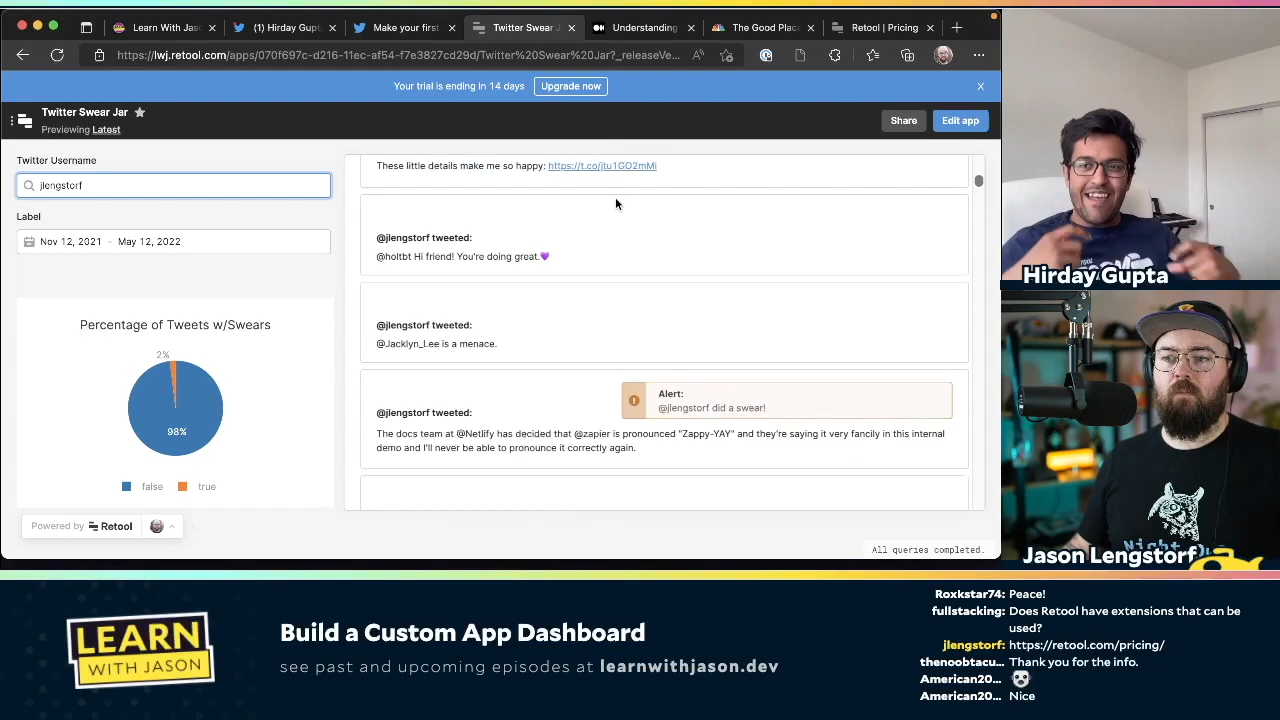 Learn With Jaso
(1) Hirday Gupt
Make your first
Twitter Swear J
Understanding
The Good Place
Retool | Pricing
https://lwj.retool.com/apps/070f697c-d216-11ec-af54-f7e3827cd29d/Twitter%20Swear%20Jar?_releaseVe...
Your trial is ending in 14 days
Upgrade now
X
Twitter Swear Jar
Previewing Latest
Share
Edit app
Twitter Username
jlengstorf
Label
Nov 12, 2021 - May 12, 2022
Percentage of Tweets w/Swears
2%
98%
false
true
Powered by Retool
These little details make me so happy: https://t.co/jtu1GO2mMi
@jlengstorf tweeted:
@holtbt Hi friend! You're doing great.💜
@jlengstorf tweeted:
@Jacklyn_Lee is a menace.
Alert:
@jlengstorf did a swear!
@jlengstorf tweeted:
The docs team at @Netlify has decided that @zapier is pronounced "Zappy-YAY" and they're saying it very fancily in this internal
demo and I'll never be able to pronounce it correctly again.
All queries completed.
Hirday Gupta
Jason Lengstorf
LEARN
WITH JASON
Build a Custom App Dashboard
see past and upcoming episodes at learnwithjason.dev
Roxkstar74: Peace!
fullstacking: Does Retool have extensions that can be
used?
jlengstorf: https://retool.com/pricing/
thenoobtacu... Thank you for the info.
American20...
American20... Nice